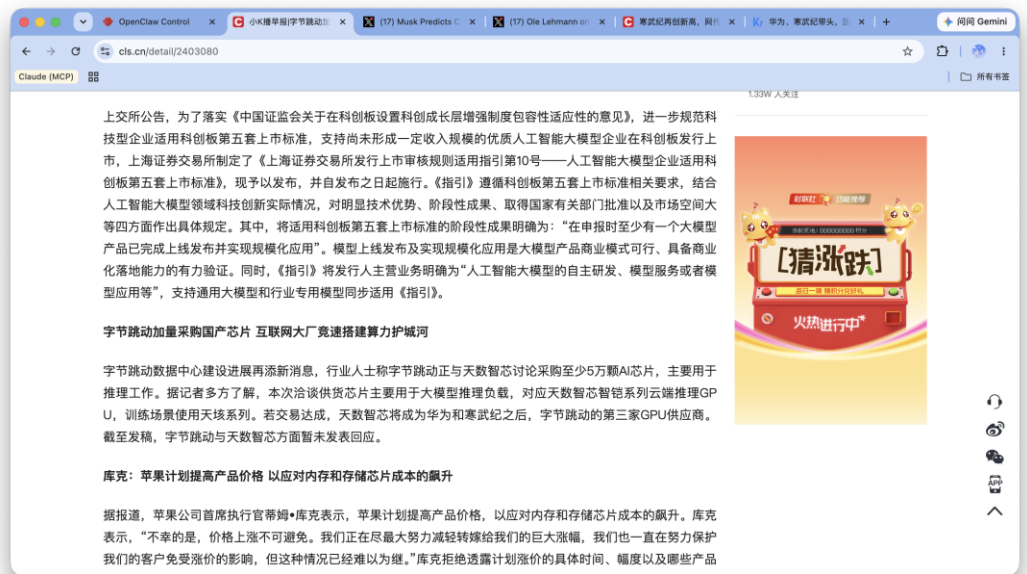 OpenClaw Control
小K播早报|字节跳动加
(17) Musk Predicts C
(17) Ole Lehmann on
寒武纪再创新高，网传
华为、寒武纪带头，国
问问 Gemini
cls.cn/detail/2403080
Claude (MCP)
所有书签
1.33W 人关注
上交所公告，为了落实《中国证监会关于在科创板设置科创成长层增强制度包容性适应性的意见》，进一步规范科
技型企业适用科创板第五套上市标准，支持尚未形成一定收入规模的优质人工智能大模型企业在科创板发行上
市，上海证券交易所制定了《上海证券交易所发行上市审核规则适用指引第10号——人工智能大模型企业适用科
创板第五套上市标准》，现予以发布，并自发布之日起施行。《指引》遵循科创板第五套上市标准相关要求，结合
人工智能大模型领域科技创新实际情况，对明显技术优势、阶段性成果、取得国家有关部门批准以及市场空间大
等四方面作出具体规定。其中，将适用科创板第五套上市标准的阶段性成果明确为：“在申报时至少有一个大模型
产品已完成上线发布并实现规模化应用”。模型上线发布及实现规模化应用是大模型产品商业模式可行、具备商业
化落地能力的有力验证。同时，《指引》将发行人主营业务明确为“人工智能大模型的自主研发、模型服务或者模
型应用等”，支持通用大模型和行业专用模型同步适用《指引》。
字节跳动加量采购国产芯片 互联网大厂竞速搭建算力护城河
字节跳动数据中心建设进展再添新消息，行业人士称字节跳动正与天数智芯讨论采购至少5万颗AI芯片，主要用于
推理工作。据记者多方了解，本次洽谈供货芯片主要用于大模型推理负载，对应天数智芯智铠系列云端推理GP
U，训练场景使用天垓系列。若交易达成，天数智芯将成为华为和寒武纪之后，字节跳动的第三家GPU供应商。
截至发稿，字节跳动与天数智芯方面暂未发表回应。
库克：苹果计划提高产品价格 以应对内存和存储芯片成本的飙升
据报道，苹果公司首席执行官蒂姆•库克表示，苹果计划提高产品价格，以应对内存和存储芯片成本的飙升。库克
表示，“不幸的是，价格上涨不可避免。我们正在尽最大努力减轻转嫁给我们的巨大涨幅，我们也一直在努力保护
我们的客户免受涨价的影响，但这种情况已经难以为继。”库克拒绝透露计划涨价的具体时间、幅度以及哪些产品
财联社
功能推荐
[猜涨跌]
每日一猜 赚积分兑好礼
火热进行中
APP